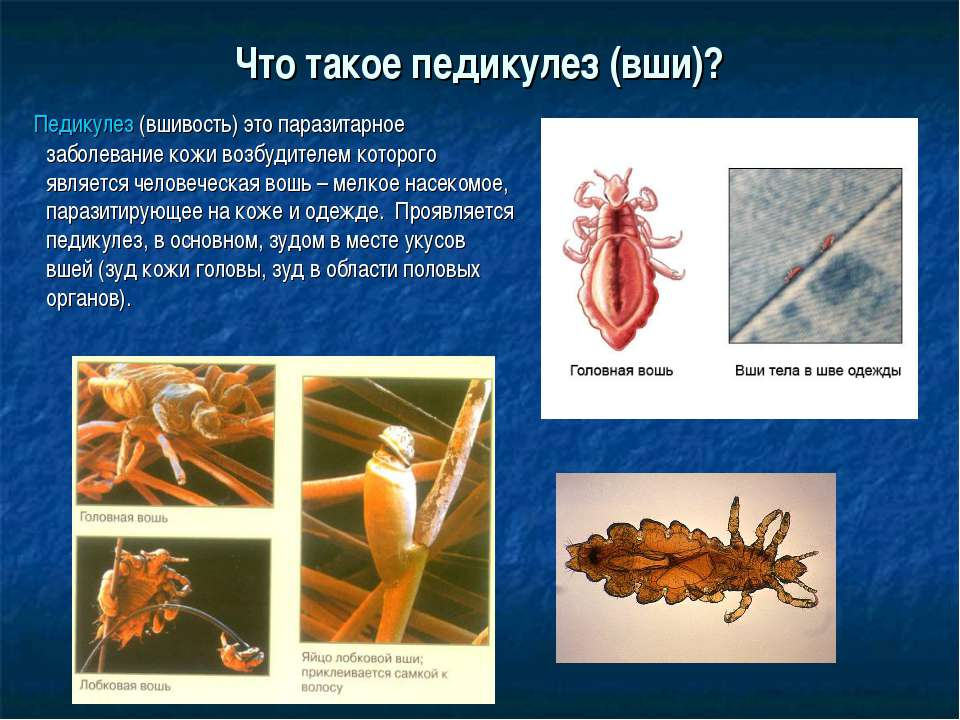 Что такое педикулез (вши)?
Педикулез (вшивость) это паразитарное
заболевание кожи возбудителем которого
является человеческая вошь – мелкое насекомое,
паразитирующее на коже и одежде. Проявляется
педикулез, в основном, зудом в месте укусов
вшей (зуд кожи головы, зуд в области половых
органов).
Головная вошь
Вши тела в шве одежды
Головная вошь
Лобковая вошь
Яйцо лобковой вши;
приклеивается самкой к
волосу